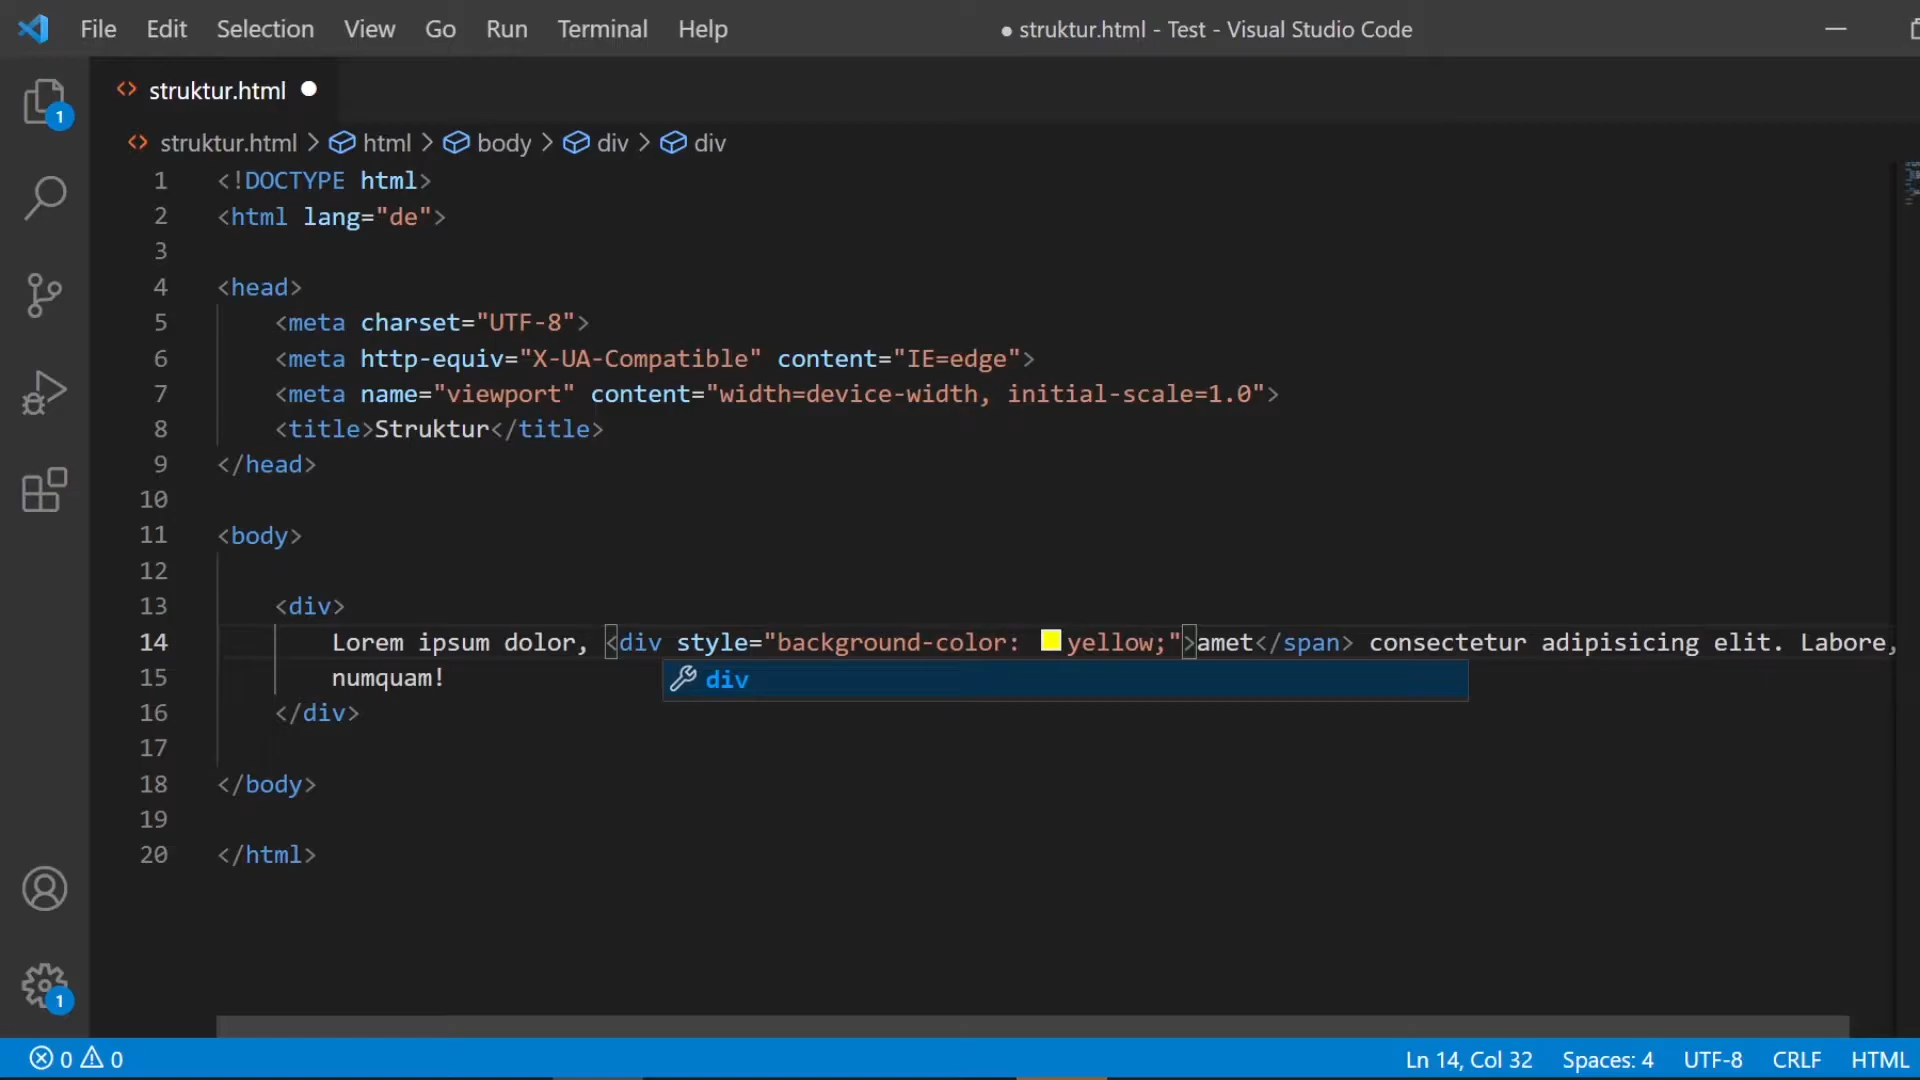 File Edit Selection View Go Run Terminal Help ● struktur.html - Test - Visual Studio Code
struktur.html
1
struktur.html > html > body > div > div
1 <!DOCTYPE html>
2 <html lang="de">
3
4 <head>
5 <meta charset="UTF-8">
6 <meta http-equiv="X-UA-Compatible" content="IE=edge">
7 <meta name="viewport" content="width=device-width, initial-scale=1.0">
8 <title>Struktur</title>
9 </head>
10
11 <body>
12
13 <div>
14 Lorem ipsum dolor, <div style="background-color: yellow;">amet</span> consectetur adipisicing elit. Labore,
div
15 numquam!
16 </div>
17
18 </body>
19
20 </html>
1
0 0 Ln 14, Col 32 Spaces: 4 UTF-8 CRLF HTML